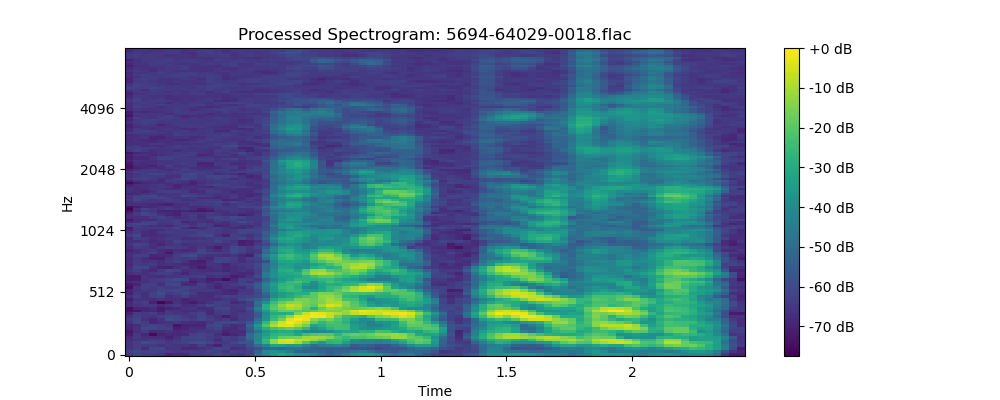 Processed Spectrogram: 5694-64029-0018.flac
+0 dB
-10 dB
-20 dB
-30 dB
-40 dB
-50 dB
-60 dB
-70 dB
4096
2048
1024
512
0
Hz
0
0.5
1
1.5
2
Time